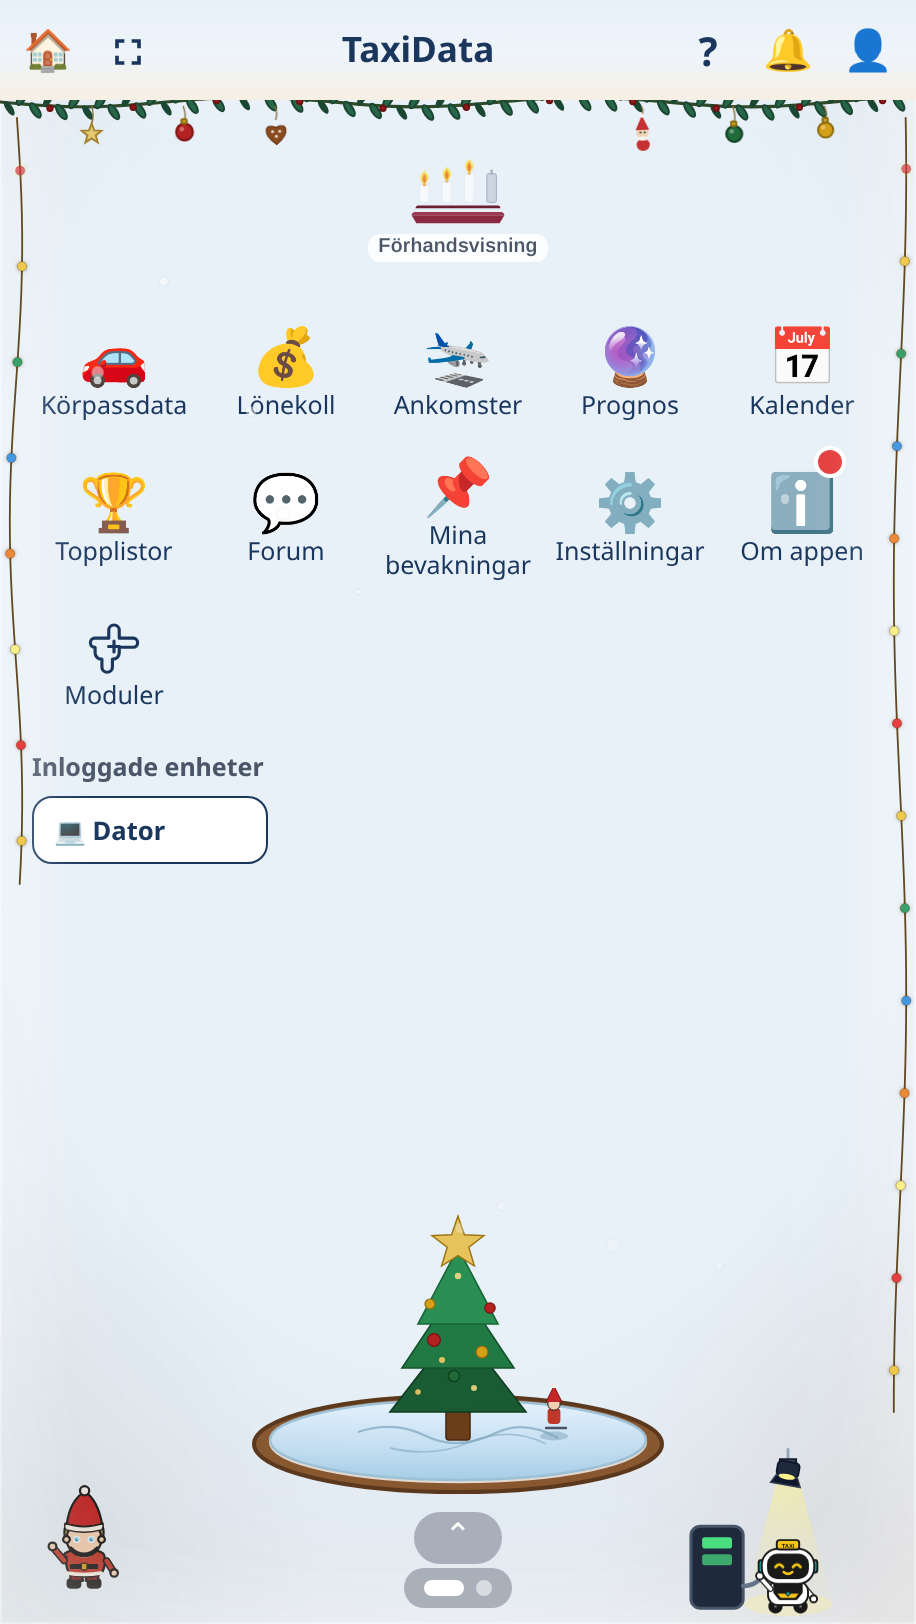 TaxiData
?
Förhandsvisning
Körpassdata
Lönekoll
Ankomster
Prognos
July
17
Kalender
Topplistor
Forum
Mina
bevakningar
Inställningar
Om appen
Moduler
Inloggade enheter
Dator
TAXI